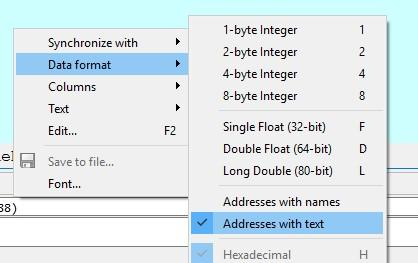 Synchronize with
Data format
Columns
Text
Edit... F2
Save to file...
Font...
1-byte Integer 1
2-byte Integer 2
4-byte Integer 4
8-byte Integer 8
Single Float (32-bit) F
Double Float (64-bit) D
Long Double (80-bit) L
Addresses with names
Addresses with text
Hexadecimal H
38)